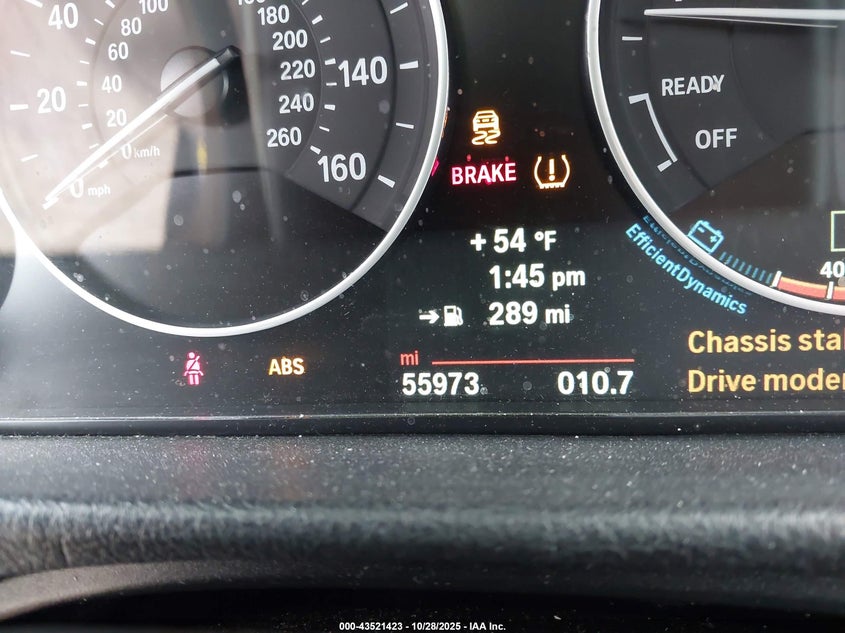 40
20
0 mph
100
80
60
40
20
0 km/h
180
200
220
240
260
140
160
BRAKE
+ 54 °F
1:45 pm
289 mi
mi
55973 010.7
ABS
READY
OFF
EfficientDynamics
40
Chassis sta
Drive moder
000-43521423 - 10/28/2025 - IAA Inc.